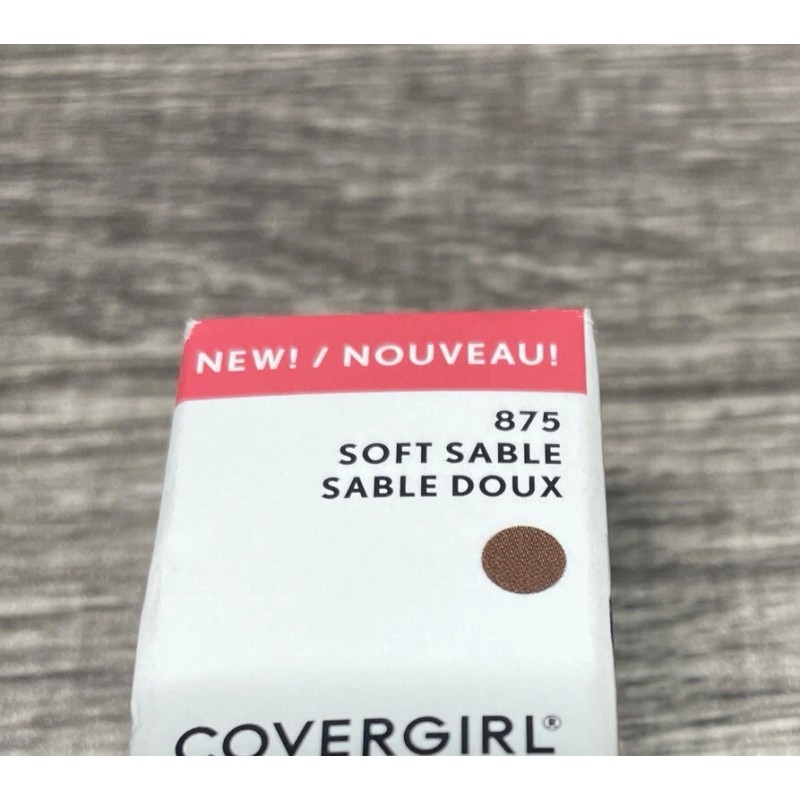 NEW! / NOUVEAU!
875
SOFT SABLE
SABLE DOUX
COVERGIRL®